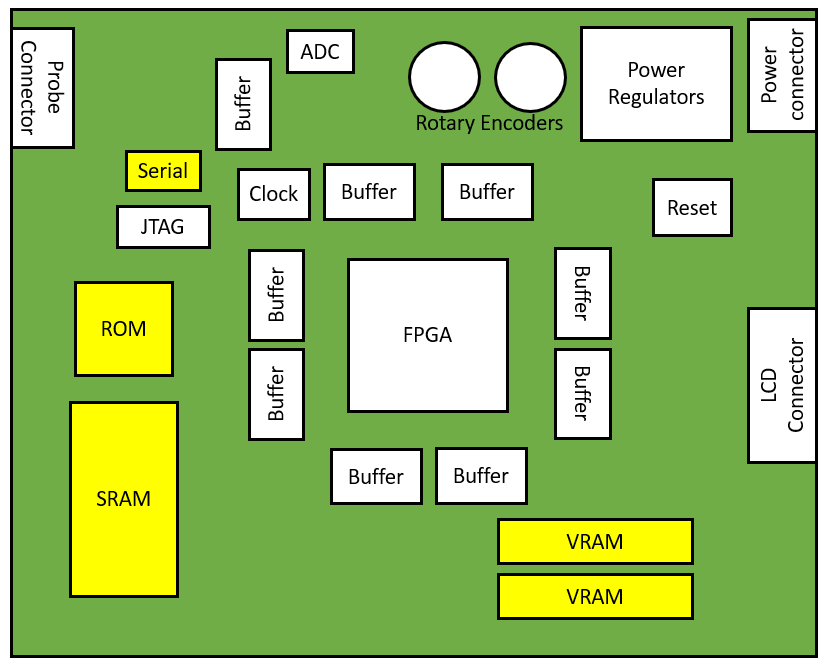 Probe
Connector
Buffer
ADC
Rotary Encoders
Power
Regulators
Power
connector
Serial
JTAG
Clock
Buffer
Buffer
Reset
ROM
Buffer
FPGA
Buffer
Buffer
Buffer
LCD
Connector
SRAM
Buffer
Buffer
VRAM
VRAM